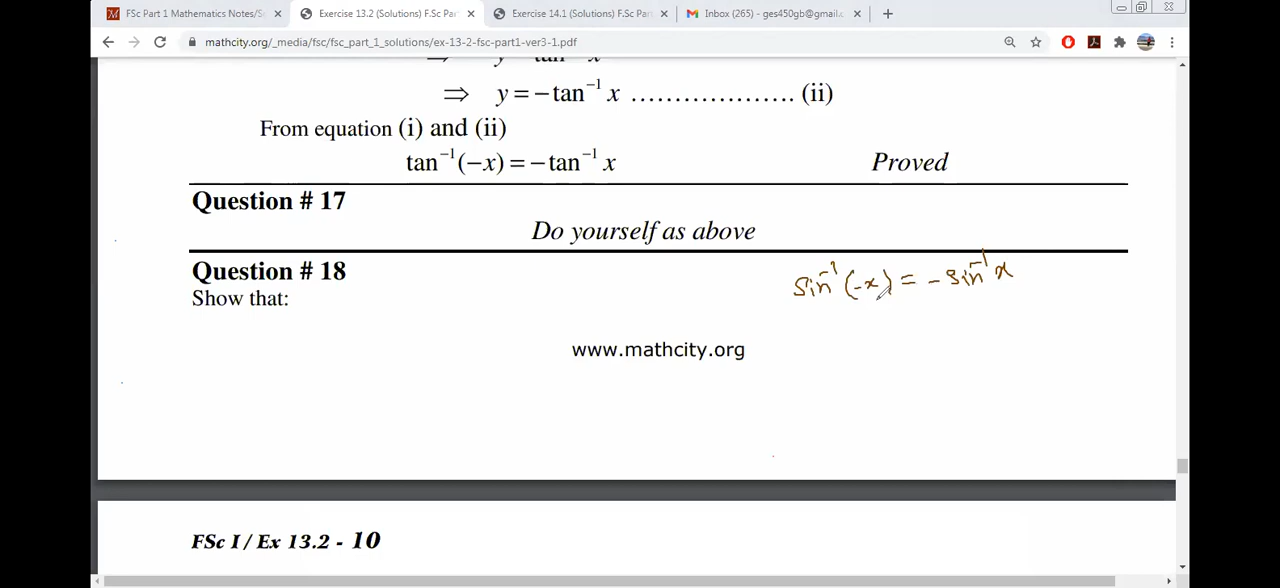 FSc Part 1 Mathematics Notes/S
Exercise 13.2 (Solutions) F.Sc Par
Exercise 14.1 (Solutions) F.Sc Par
Inbox (265) - ges450gb@gmail.c
mathcity.org/_media/fsc/fsc_part_1_solutions/ex-13-2-fsc-part1-ver3-1.pdf
⇒ y = −tan⁻¹ x ................... (ii)
From equation (i) and (ii)
tan⁻¹(−x) = −tan⁻¹ x Proved
Question # 17
Do yourself as above
Question # 18
sin⁻¹(-x) = - sin⁻¹ x
Show that:
www.mathcity.org
FSc I / Ex 13.2 - 10